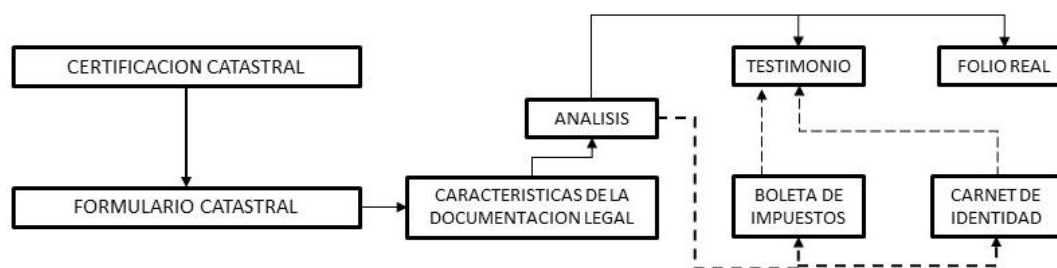 CERTIFICACION CATASTRAL
TESTIMONIO
FOLIO REAL
ANALISIS
FORMULARIO CATASTRAL
CARACTERISTICAS DE LA
DOCUMENTACION LEGAL
BOLETA DE
IMPUESTOS
CARNET DE
IDENTIDAD